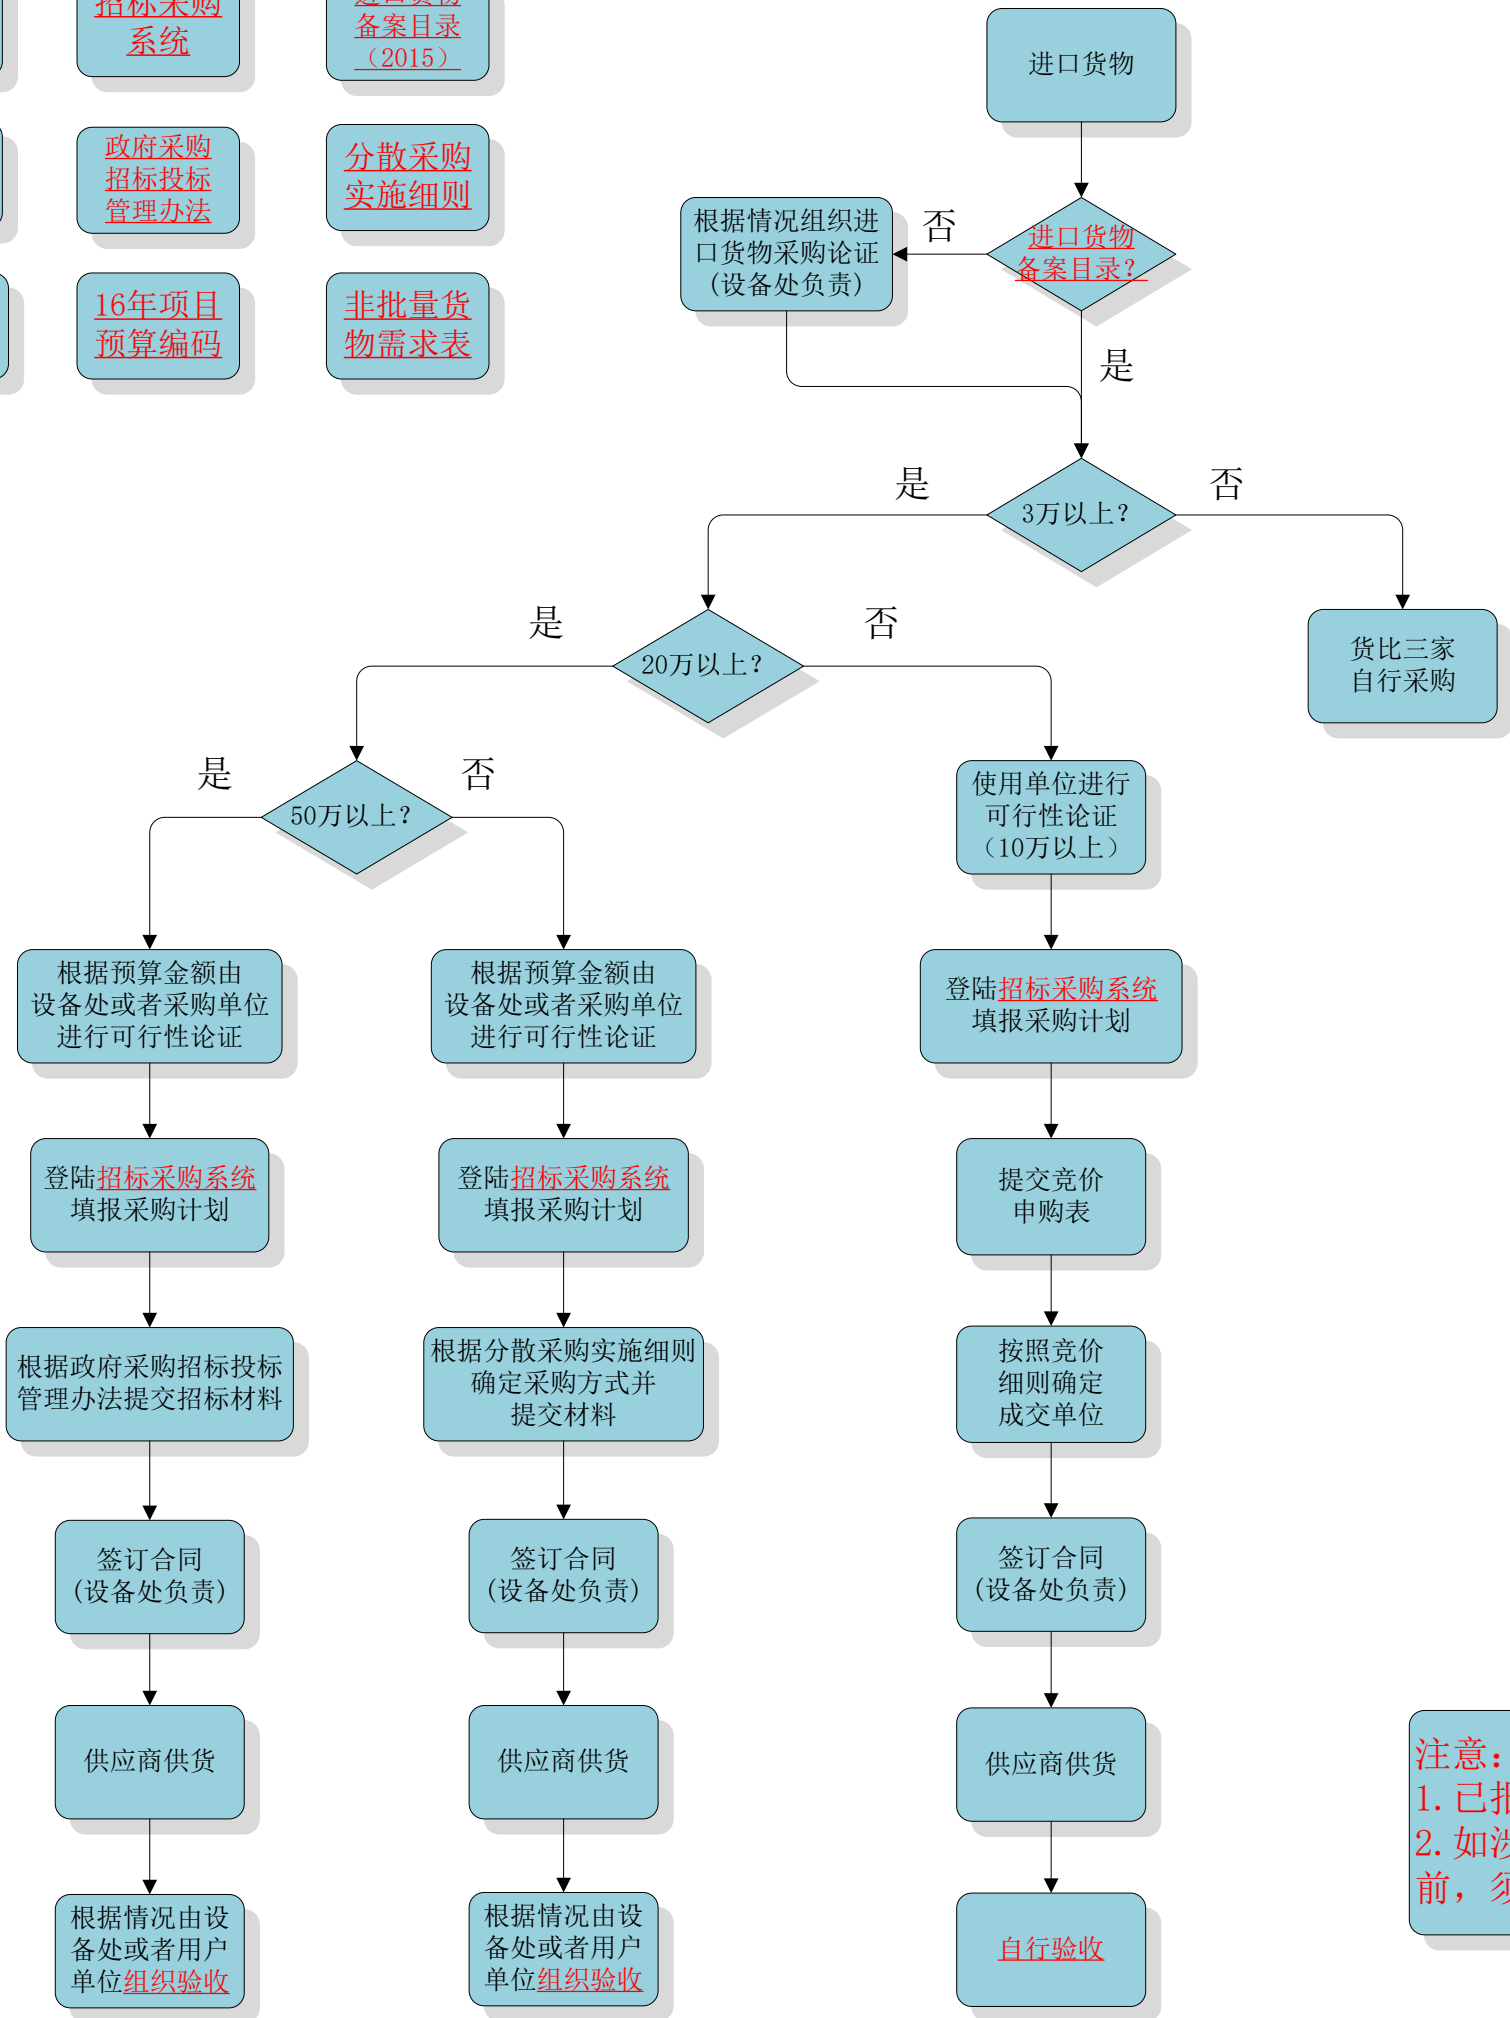 招标采购
系统
进口货物
备案目录
（2015）
政府采购
招标投标
管理办法
分散采购
实施细则
16年项目
预算编码
非批量货
物需求表
进口货物
进口货物
备案目录?
否
根据情况组织进
口货物采购论证
(设备处负责)
是
3万以上?
是
否
货比三家
自行采购
20万以上?
是
否
50万以上?
是
否
使用单位进行
可行性论证
（10万以上）
根据预算金额由
设备处或者采购单位
进行可行性论证
根据预算金额由
设备处或者采购单位
进行可行性论证
登陆招标采购系统
填报采购计划
登陆招标采购系统
填报采购计划
登陆招标采购系统
填报采购计划
提交竞价
申购表
根据政府采购招标投标
管理办法提交招标材料
根据分散采购实施细则
确定采购方式并
提交材料
按照竞价
细则确定
成交单位
签订合同
(设备处负责)
签订合同
(设备处负责)
签订合同
(设备处负责)
供应商供货
供应商供货
供应商供货
根据情况由设
备处或者用户
单位组织验收
根据情况由设
备处或者用户
单位组织验收
自行验收
注意:
1.已
2.如
前，